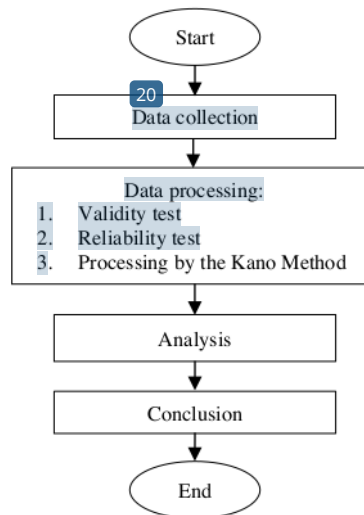 Start
20
Data collection
Data processing:
1. Validity test
2. Reliability test
3. Processing by the Kano Method
Analysis
Conclusion
End